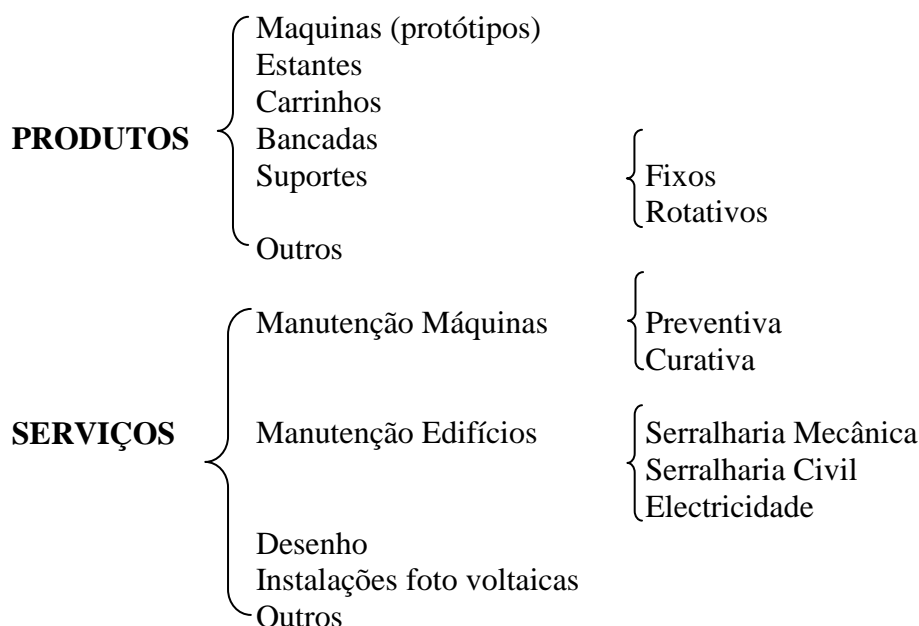 Maquinas (protótipos)
Estantes
Carrinhos
PRODUTOS Bancadas
Suportes Fixos
Rotativos
Outros
Manutenção Máquinas Preventiva
Curativa
SERVIÇOS Manutenção Edifícios Serralharia Mecânica
Serralharia Civil
Electricidade
Desenho
Instalações foto voltaicas
Outros